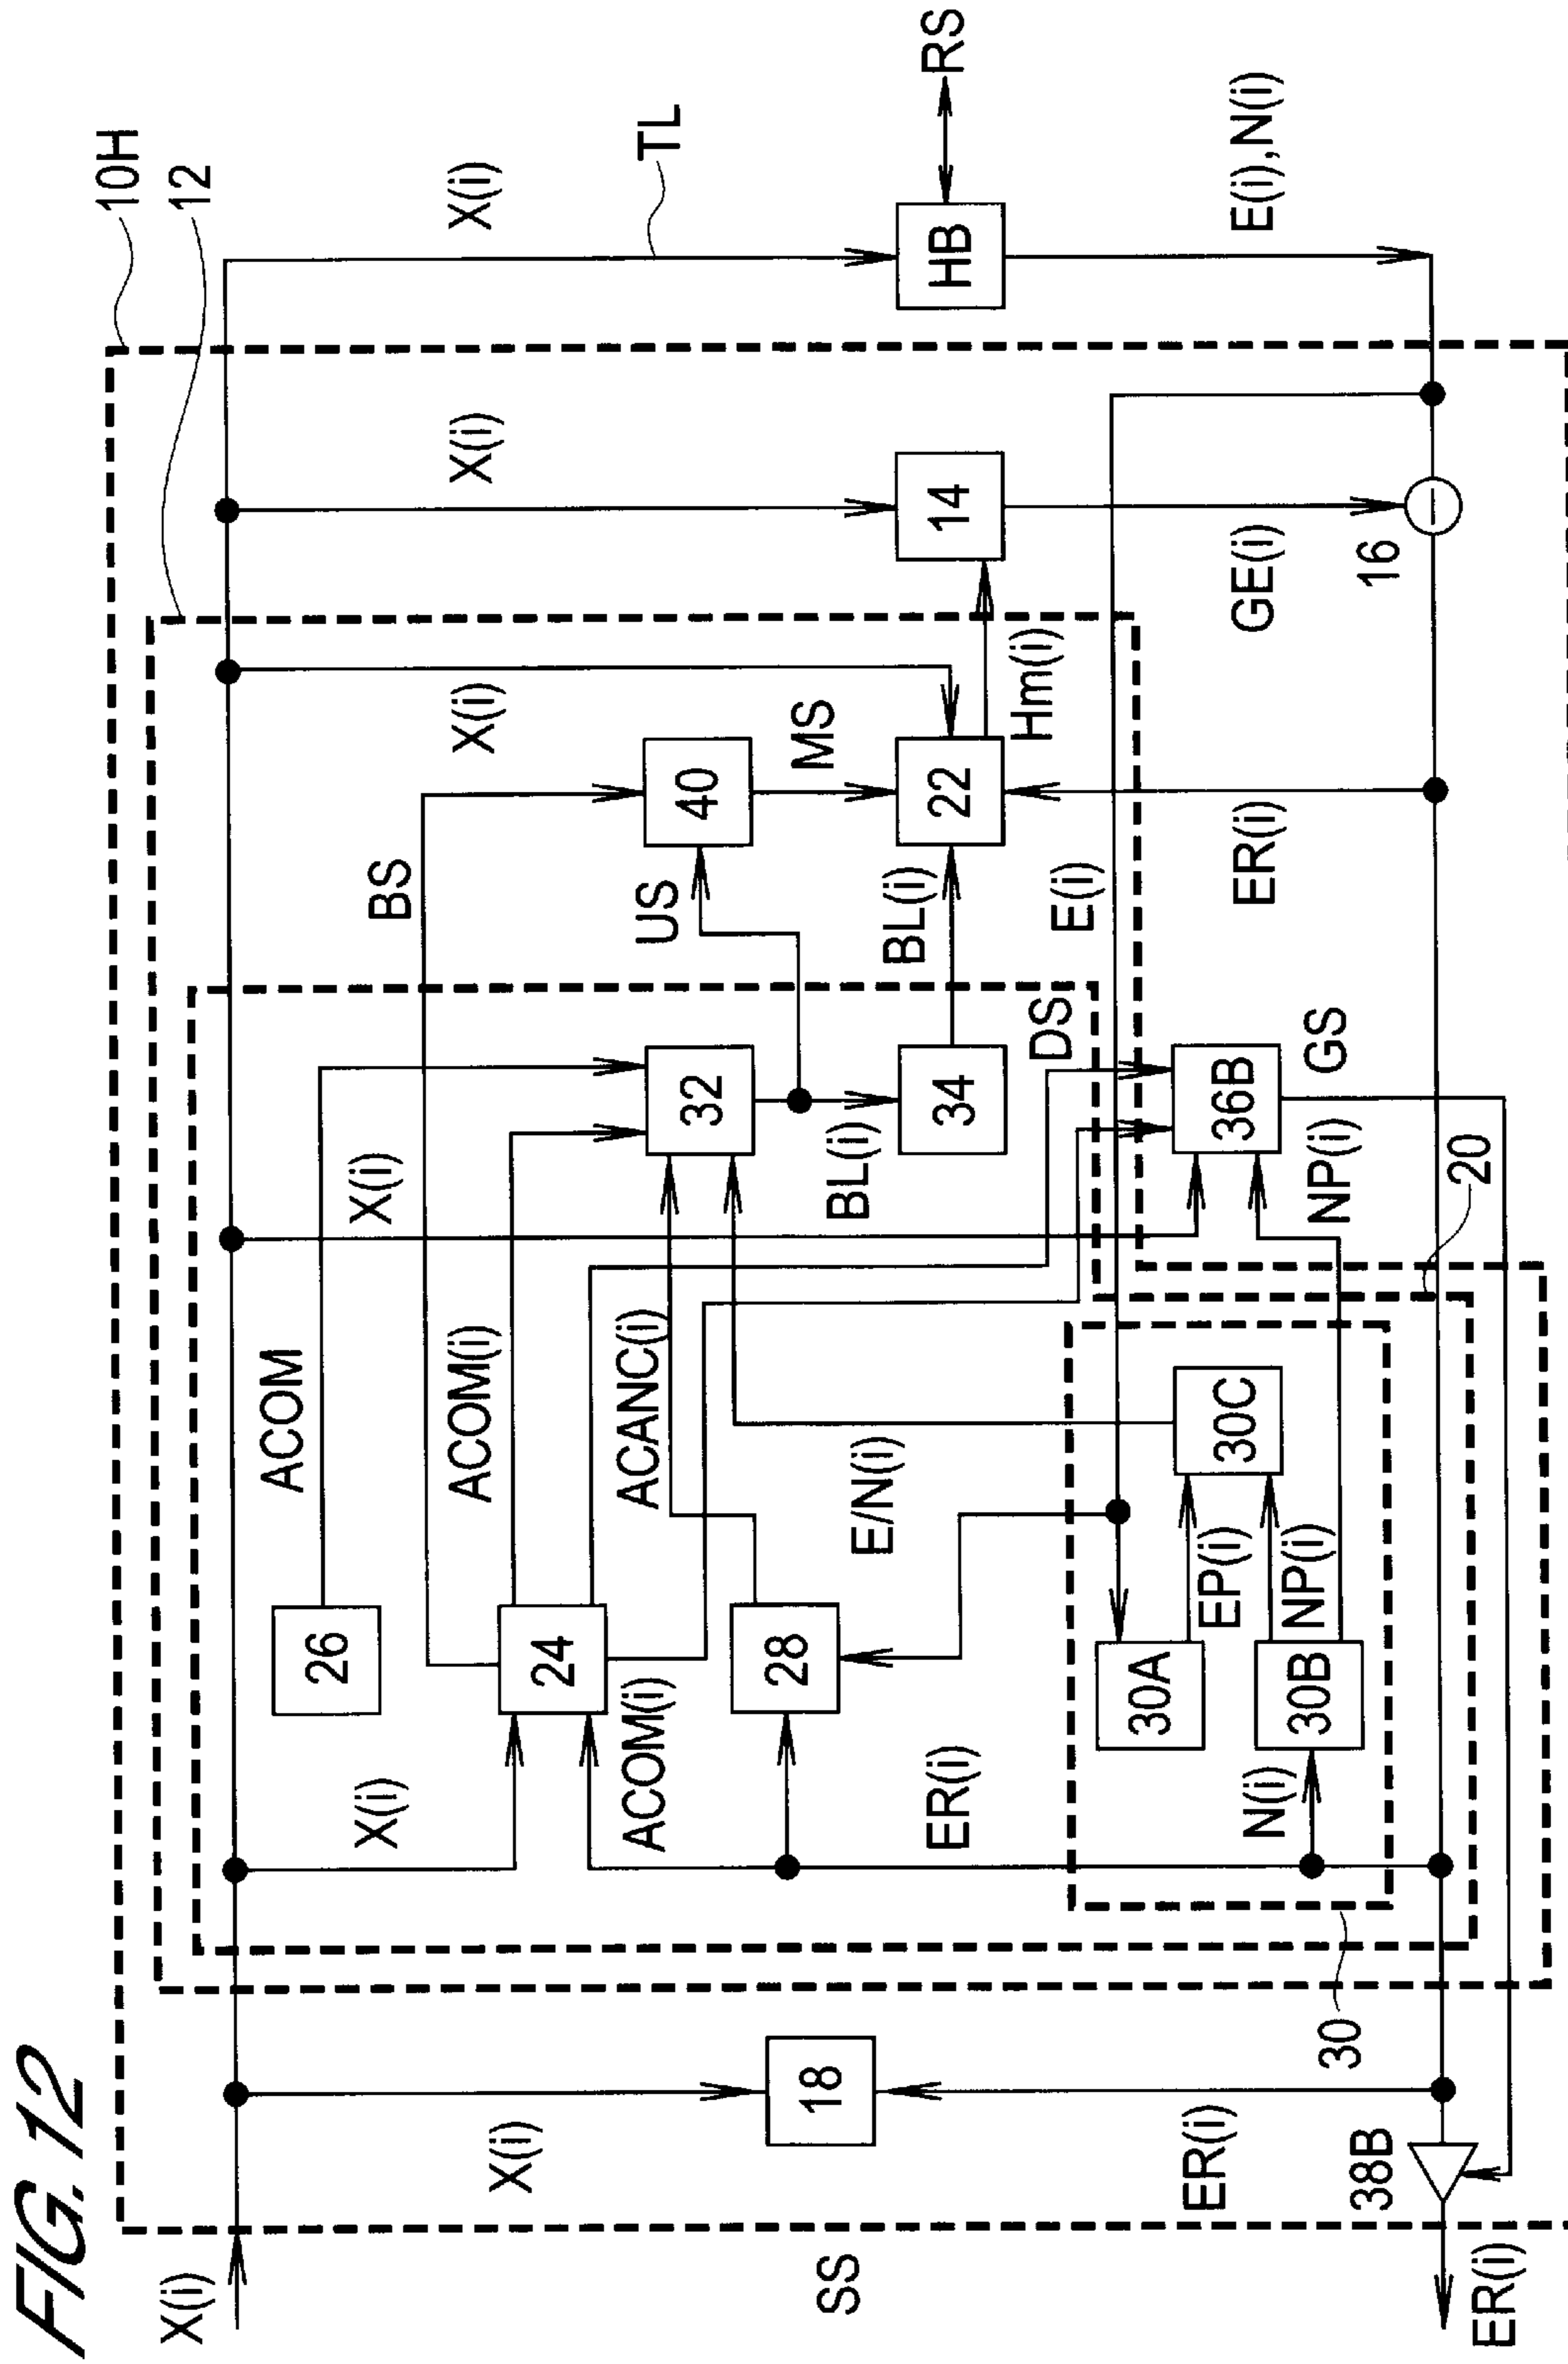 FIG. 12
10H
12
X(i)
X(i)
X(i)
X(i)
TL
RS
HB
E(i),N(i)
14
GE(i)
16
Hm(i)
MS
40
22
BS
US
BL(i)
E(i)
ER(i)
X(i)
32
BL(i)
34
DS
36B
GS
NP(i)
20
ACOM
ACOM(i)
ACANC(i)
E/N(i)
30C
EP(i)
NP(i)
26
24
28
30A
30B
X(i)
ACOM(i)
ER(i)
N(i)
30
X(i)
18
ER(i)
38B
SS
ER(i)